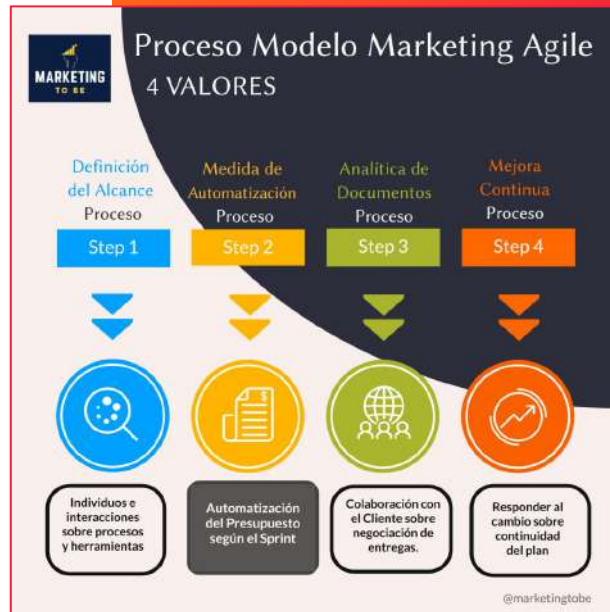 MARKETING
TO BE
Proceso Modelo Marketing Agile
4 VALORES
Definición
del Alcance
Proceso
Step 1
Medida de
Automatización
Proceso
Step 2
Analítica de
Documentos
Proceso
Step 3
Mejora
Continua
Proceso
Step 4
$
Individuos e
interacciones
sobre procesos
y herramientas
Automatización
del Presupuesto
según el Sprint
Colaboración con
el Cliente sobre
negociación de
entregas.
Responder al
cambio sobre
continuidad
del plan
@marketingtobe